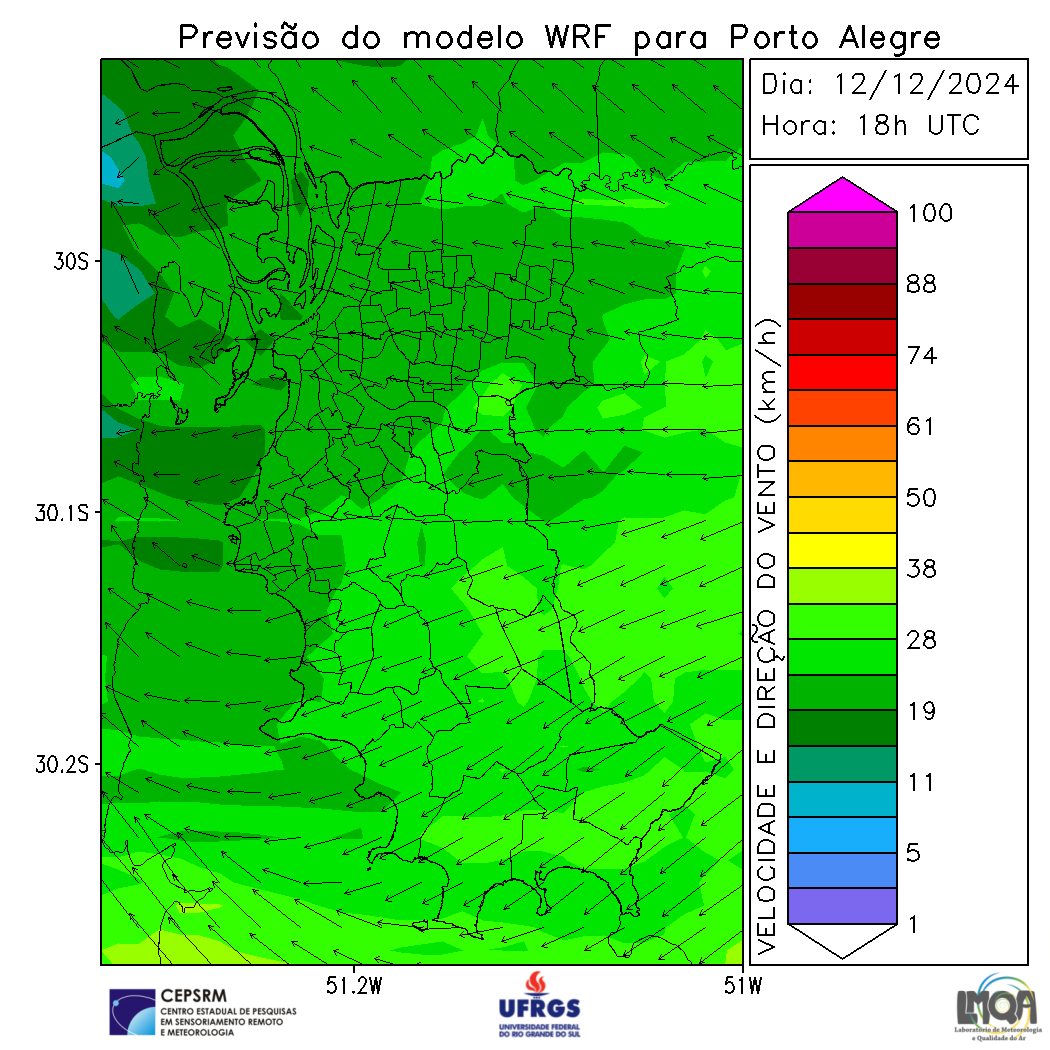 Previsão do modelo WRF para Porto Alegre
Dia: 12/12/2024
Hora: 18h UTC
30S
30.1S
30.2S
51.2W
51W
VELOCIDADE E DIREÇÃO DO VENTO (km/h)
100
88
74
61
50
38
28
19
11
5
1
CEPSRM
CENTRO ESTADUAL DE PESQUISAS
EM SENSORIAMENTO REMOTO
E METEOROLOGIA
UFRGS
UNIVERSIDADE FEDERAL
DO RIO GRANDE DO SUL
LMQA
Laboratório de Meteorologia
e Qualidade do Ar